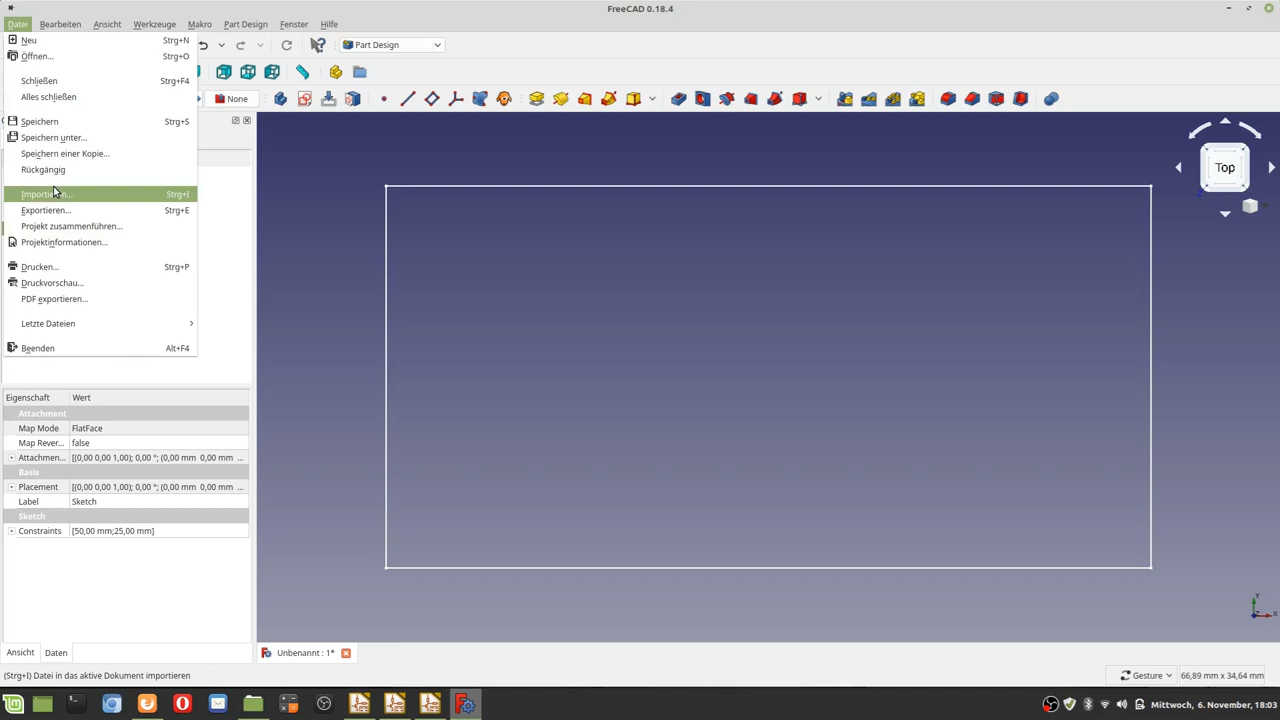 FreeCAD 0.18.4
Datei Bearbeiten Ansicht Werkzeuge Makro Part Design Fenster Hilfe
Neu Strg+N
Öffnen... Strg+O
Schließen Strg+F4
Alles schließen
Speichern Strg+S
Speichern unter...
Speichern einer Kopie...
Rückgängig
Importieren... Strg+I
Exportieren... Strg+E
Projekt zusammenführen...
Projektinformationen...
Drucken... Strg+P
Druckvorschau...
PDF exportieren...
Letzte Dateien
Beenden Alt+F4
Part Design
None
Top
Eigenschaft Wert
Attachment
Map Mode FlatFace
Map Rever... false
Attachmen... [(0,00 0,00 1,00); 0,00 °; (0,00 mm 0,00 mm ...
Basis
Placement [(0,00 0,00 1,00); 0,00 °; (0,00 mm 0,00 mm ...
Label Sketch
Sketch
Constraints [50,00 mm;25,00 mm]
Y
X
Ansicht Daten
Unbenannt : 1*
(Strg+I) Datei in das aktive Dokument importieren
Gesture 66,89 mm x 34,64 mm
Mittwoch, 6. November, 18:03